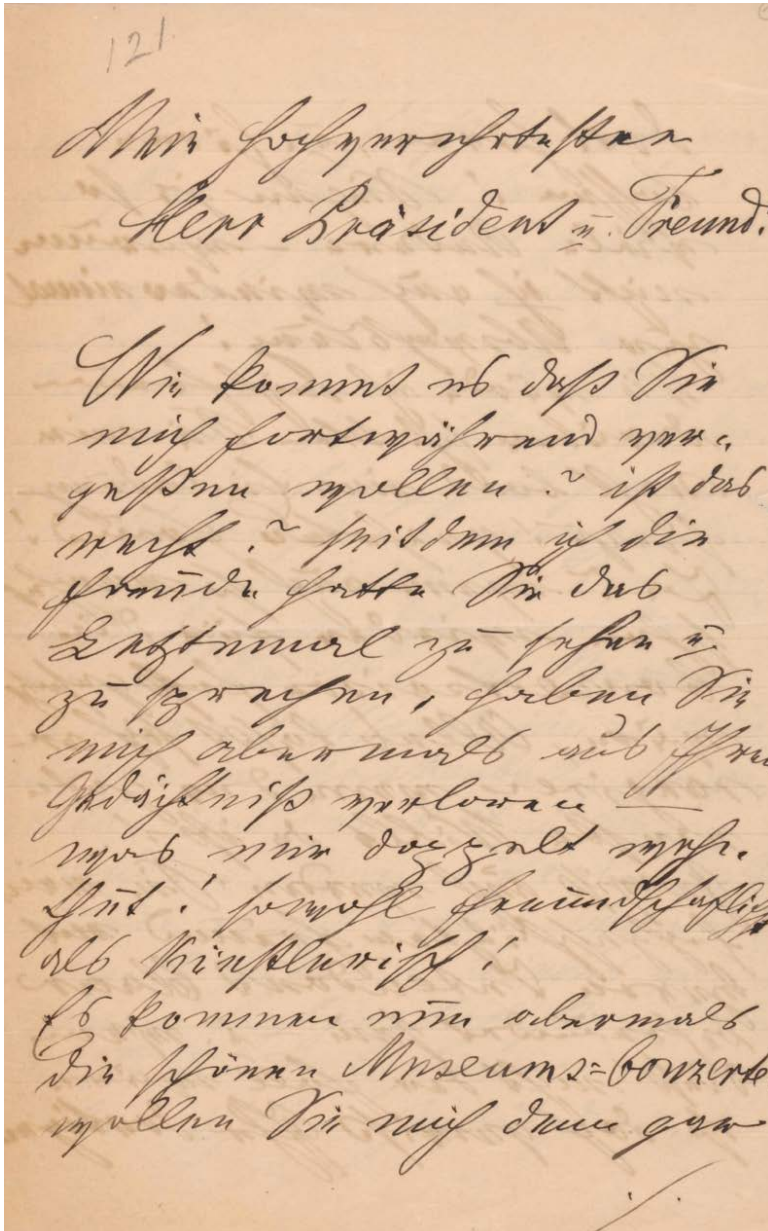 121.
Mein hochverehrtester
Herr Präsident u. Freund!
Wie kommt es daß Sie
mich fortwährend ver-
geßen wollen? ist das
recht? seitdem ich die
Freude hatte Sie das
Letztemal zu sehen u.
zu sprechen, haben Sie
mich abermals aus Ihrem
Gedächtniß verloren —
was mir doppelt wehe
thut! sowohl freundschaftlich
als künstlerisch!
Es kommen nun abermals
die schönen Museums=Conzerte
wollen Sie mich denn gar
./.